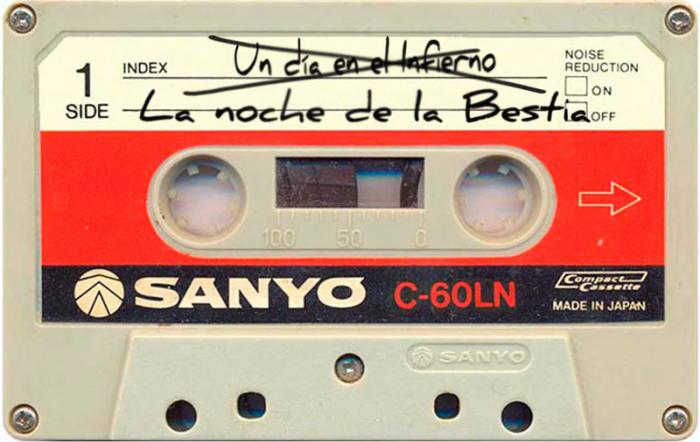 1
SIDE
INDEX
Un día en el Infierno
La noche de la Bestia
NOISE
REDUCTION
ON
OFF
100 50 0
SANYO C-60LN
Compact
Cassette
MADE IN JAPAN
SANYO